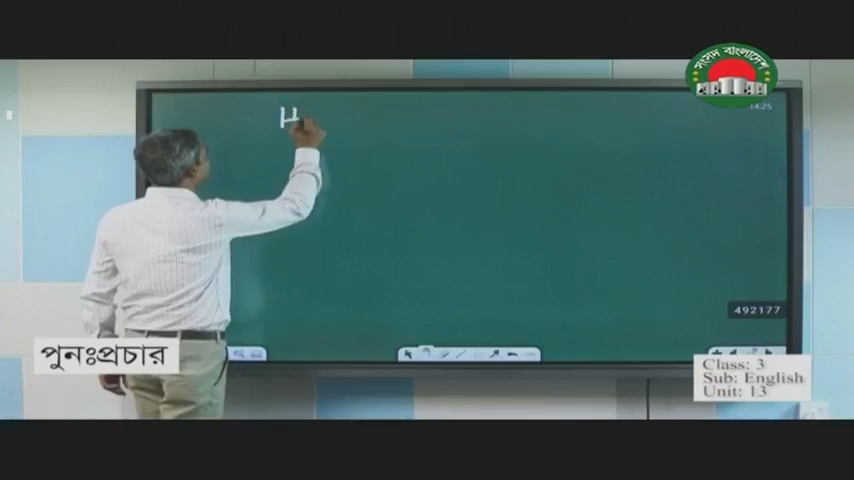 সংসদ বাংলাদেশ
14:25
H
492177
পুনঃপ্রচার
Class: 3
Sub: English
Unit: 13